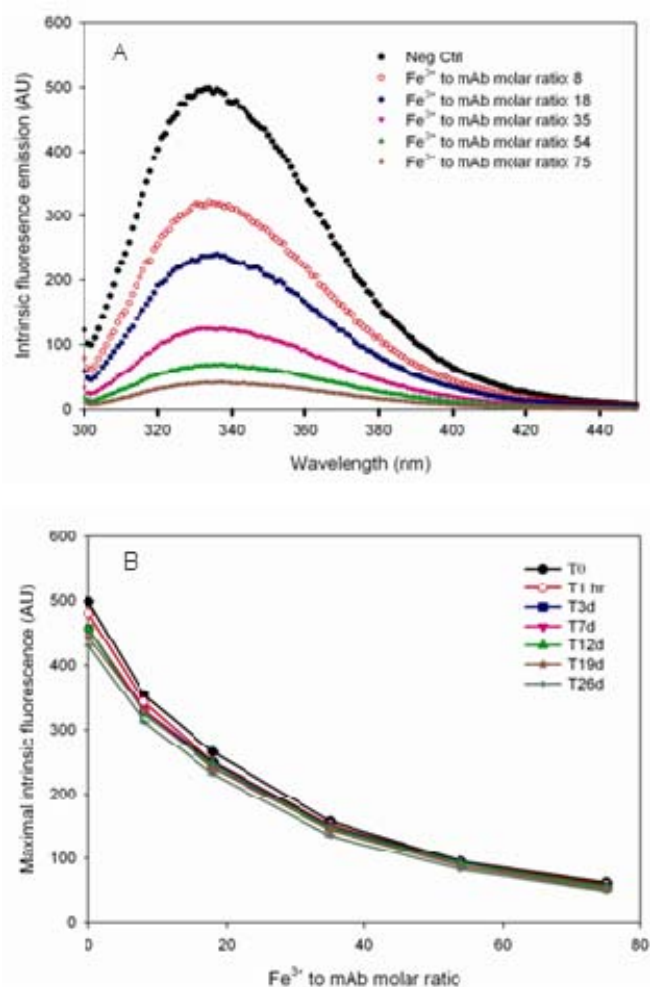 A
600
500
400
300
200
100
0
Intrinsic fluoresence emission (AU)
Neg Ctrl
Fe³⁺ to mAb molar ratio: 8
Fe³⁺ to mAb molar ratio: 18
Fe³⁺ to mAb molar ratio: 35
Fe³⁺ to mAb molar ratio: 54
Fe³⁺ to mAb molar ratio: 75
300 320 340 360 380 400 420 440
Wavelength (nm)
B
600
500
400
300
200
100
0
Maximal intrinsic fluorescence (AU)
T0
T1 hr
T3d
T7d
T12d
T19d
T26d
0 20 40 60 80
Fe³⁺ to mAb molar ratio